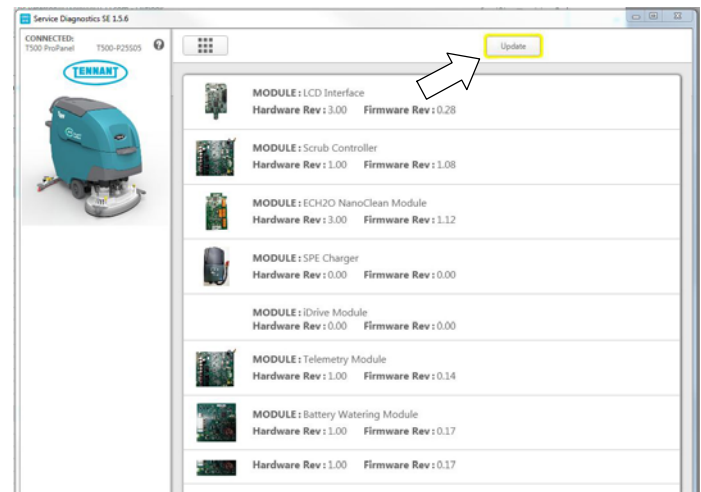 Service Diagnostics SE 1.5.6
CONNECTED:
T500 ProPanel T500-P25505
TENNANT
Update
MODULE : LCD Interface
Hardware Rev : 3.00 Firmware Rev : 0.28
MODULE : Scrub Controller
Hardware Rev : 1.00 Firmware Rev : 1.08
MODULE : ECH2O NanoClean Module
Hardware Rev : 3.00 Firmware Rev : 1.12
MODULE : SPE Charger
Hardware Rev : 0.00 Firmware Rev : 0.00
MODULE : iDrive Module
Hardware Rev : 0.00 Firmware Rev : 0.00
MODULE : Telemetry Module
Hardware Rev : 1.00 Firmware Rev : 0.14
MODULE : Battery Watering Module
Hardware Rev : 1.00 Firmware Rev : 0.17
Hardware Rev : 1.00 Firmware Rev : 0.17